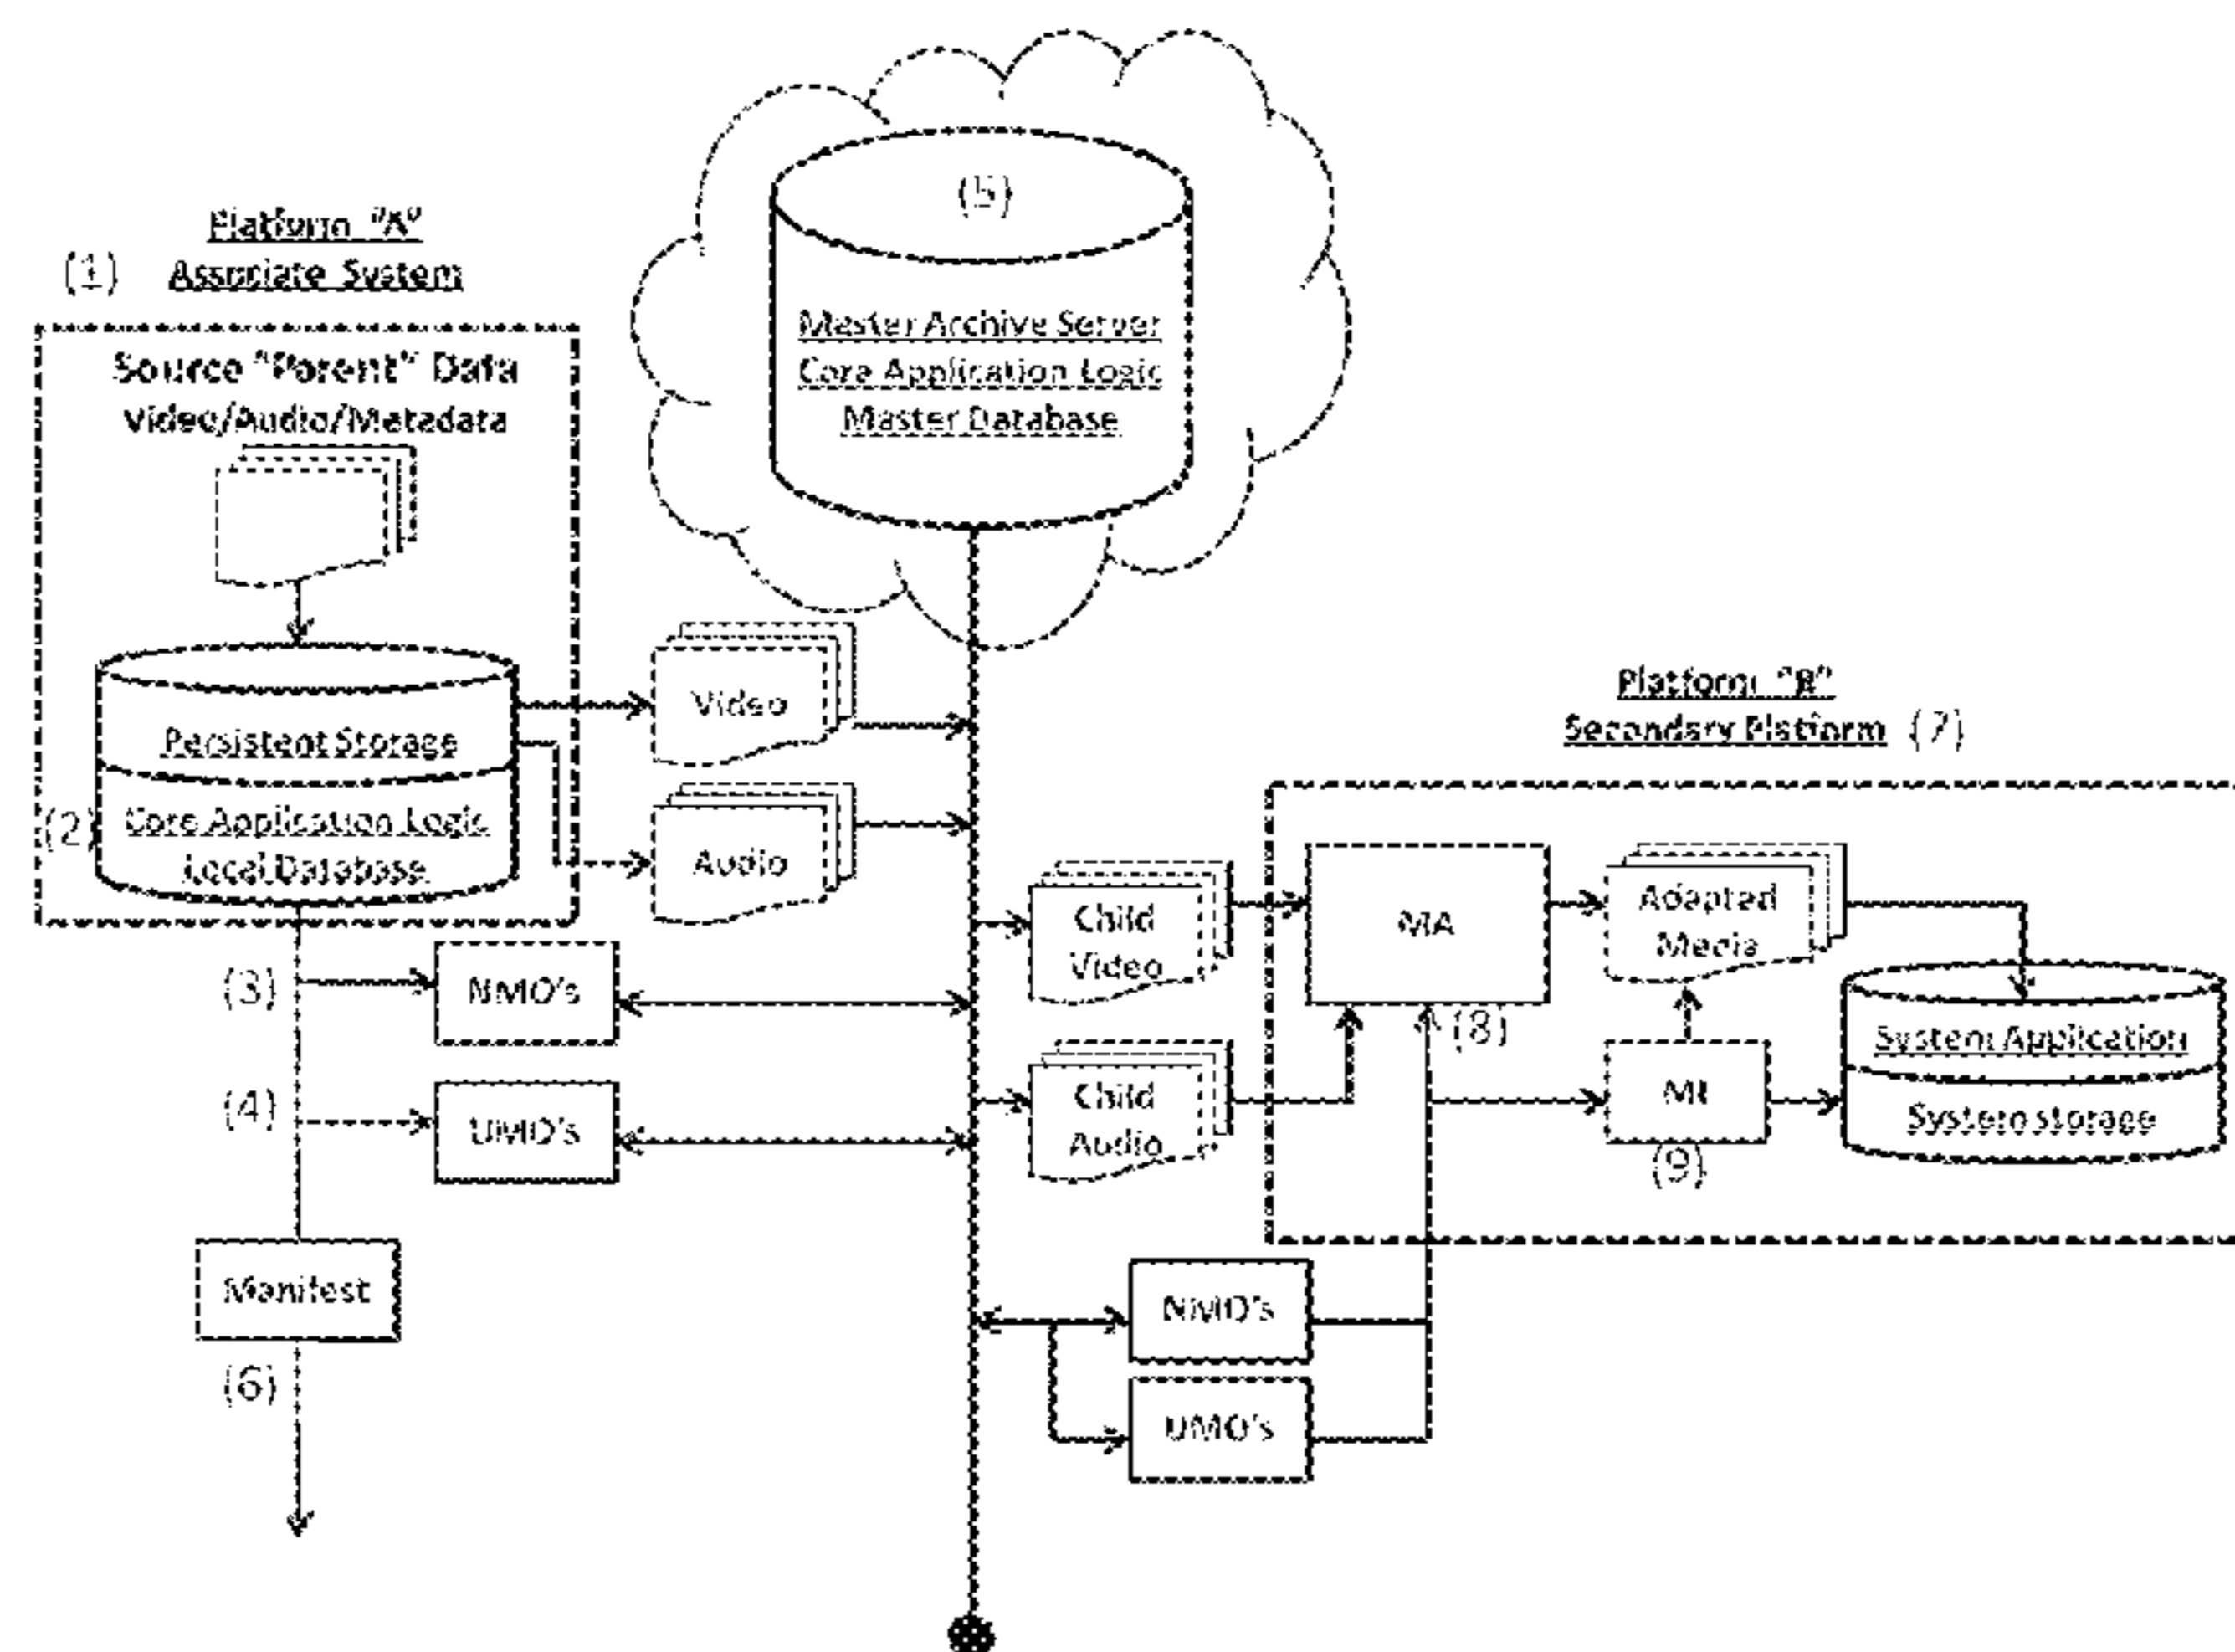 Platform "A"
(1) Associate System
Source "Parent" Data
Video/Audio/Metadata
Persistent Storage
(2) Core Application Logic
Local Database
(5)
Master Archive Server
Core Application Logic
Master Database
Video
Audio
(3)
NMO's
(4)
UMO's
Manifest
(6)
Platform "B"
Secondary Platform (7)
Child
Video
Child
Audio
MA
(8)
Adapted
Media
MI
(9)
System Application
System storage
NMO's
UMO's